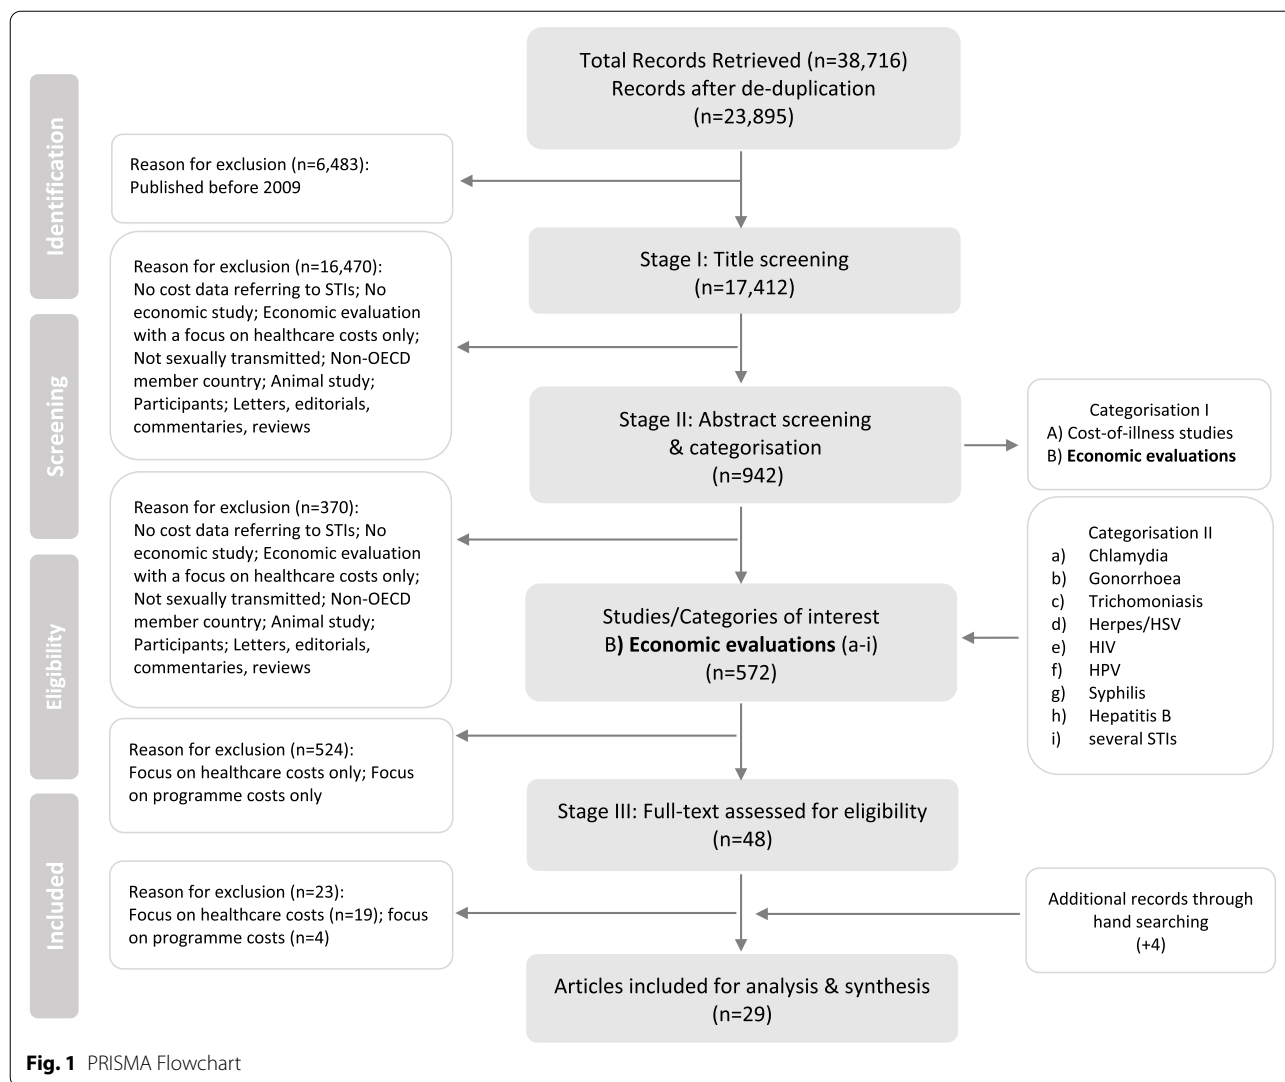 Total Records Retrieved (n=38,716)
Records after de-duplication
(n=23,895)
Identification
Reason for exclusion (n=6,483):
Published before 2009
Stage I: Title screening
(n=17,412)
Reason for exclusion (n=16,470):
No cost data referring to STIs; No
economic study; Economic evaluation
with a focus on healthcare costs only;
Not sexually transmitted; Non-OECD
member country; Animal study;
Participants; Letters, editorials,
commentaries, reviews
Screening
Stage II: Abstract screening
& categorisation
(n=942)
Categorisation I
A) Cost-of-illness studies
B) Economic evaluations
Reason for exclusion (n=370):
No cost data referring to STIs; No
economic study; Economic evaluation
with a focus on healthcare costs only;
Not sexually transmitted; Non-OECD
member country; Animal study;
Participants; Letters, editorials,
commentaries, reviews
Categorisation II
a) Chlamydia
b) Gonorrhoea
c) Trichomoniasis
d) Herpes/HSV
e) HIV
f) HPV
g) Syphilis
h) Hepatitis B
i) several STIs
Eligibility
Studies/Categories of interest
B) Economic evaluations (a-i)
(n=572)
Reason for exclusion (n=524):
Focus on healthcare costs only; Focus
on programme costs only
Stage III: Full-text assessed for eligibility
(n=48)
Included
Reason for exclusion (n=23):
Focus on healthcare costs (n=19); focus
on programme costs (n=4)
Additional records through
hand searching
(+4)
Articles included for analysis & synthesis
(n=29)
Fig. 1 PRISMA Flowchart